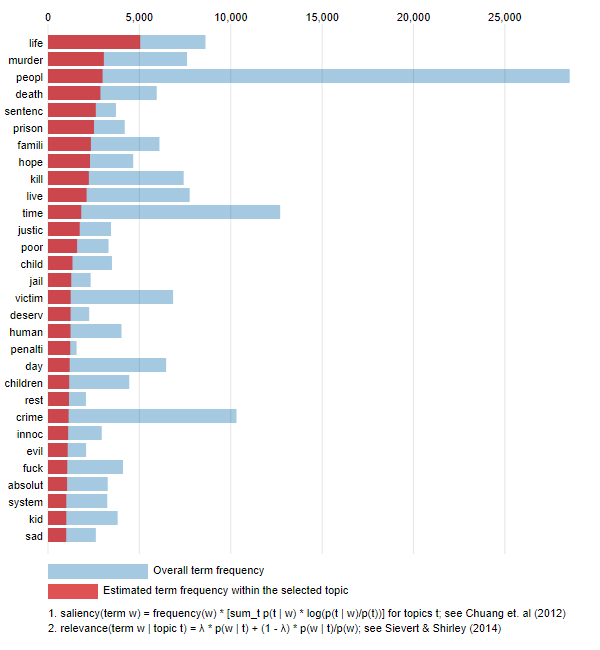 0 5,000 10,000 15,000 20,000 25,000
life
murder
peopl
death
sentenc
prison
famili
hope
kill
live
time
justic
poor
child
jail
victim
deserv
human
penalti
day
children
rest
crime
innoc
evil
fuck
absolut
system
kid
sad
Overall term frequency
Estimated term frequency within the selected topic
1. saliency(term w) = frequency(w) * [sum_t p(t | w) * log(p(t | w)/p(t))] for topics t; see Chuang et. al (2012)
2. relevance(term w | topic t) = λ * p(w | t) + (1 - λ) * p(w | t)/p(w); see Sievert & Shirley (2014)